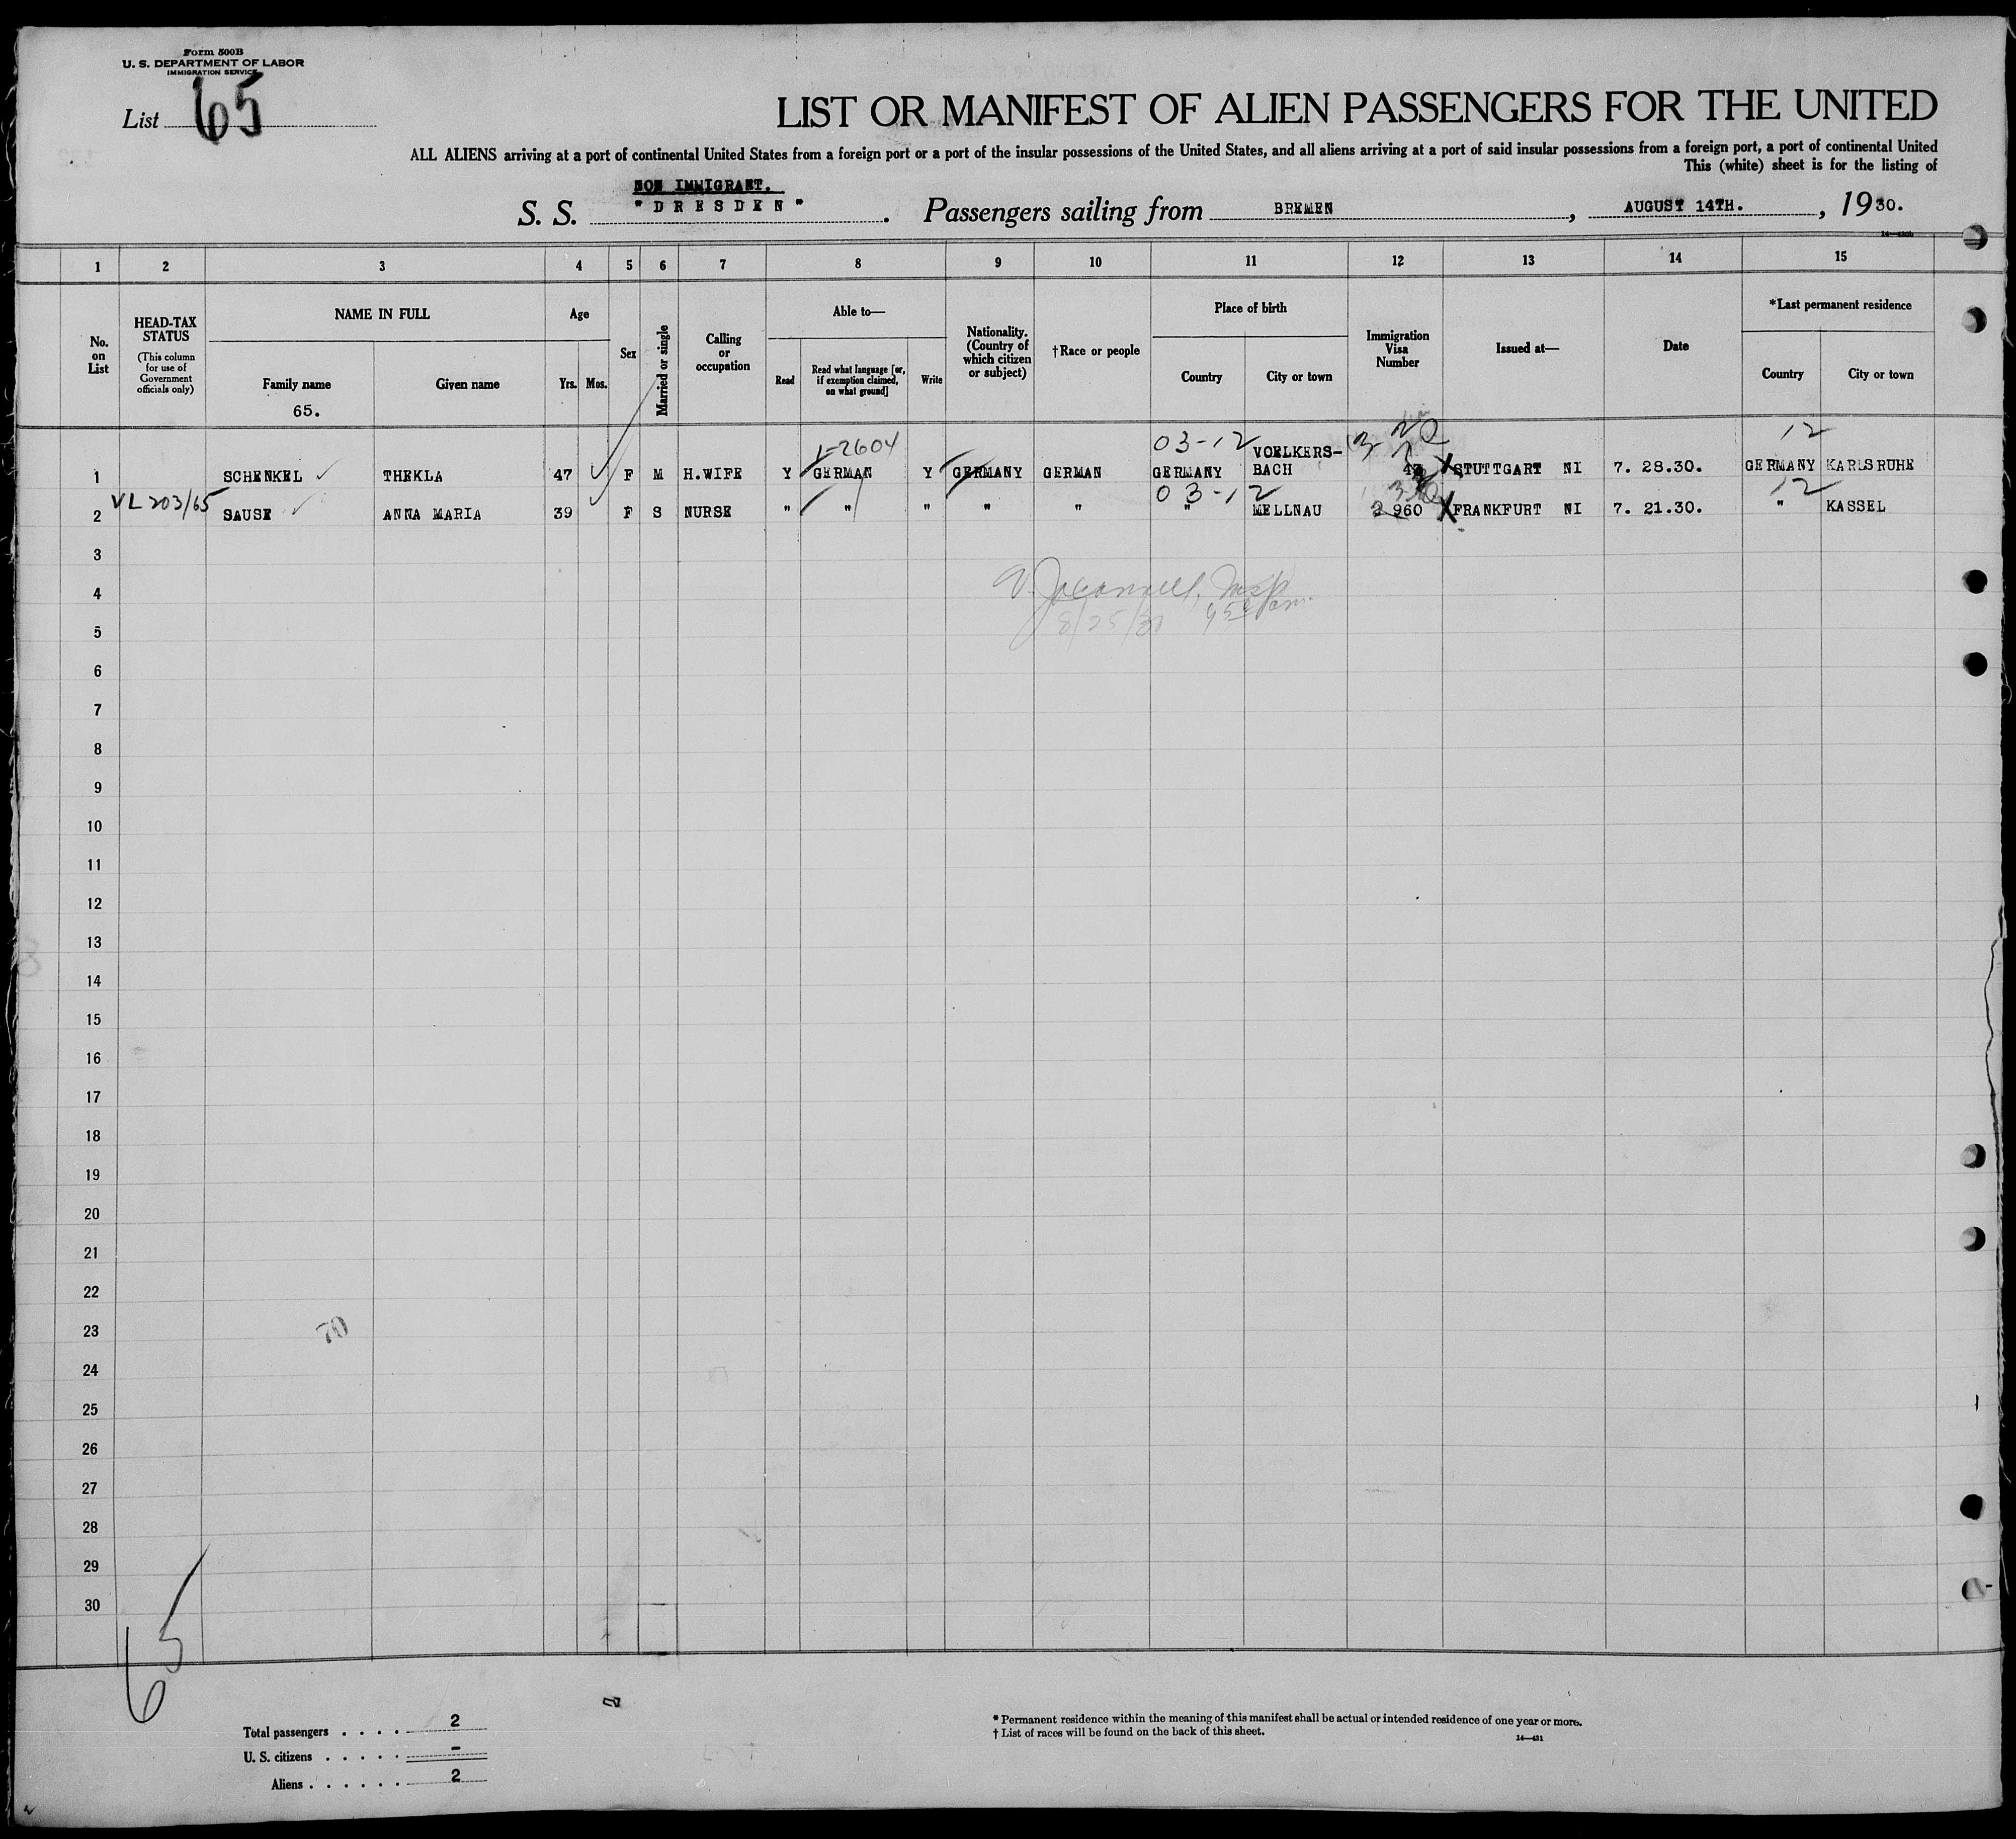 Form 500B
U. S. DEPARTMENT OF LABOR
IMMIGRATION SERVICE
List 65
LIST OR MANIFEST OF ALIEN PASSENGERS FOR THE UNITED
ALL ALIENS arriving at a port of continental United States from a foreign port or a port of the insular possessions of the United States, and all aliens arriving at a port of said insular possessions from a foreign port, a port of continental United
This (white) sheet is for the listing of
NON IMMIGRANT.
S. S. "DRESDEN". Passengers sailing from BREMEN, AUGUST 14TH., 1930.
1 2 3 4 5 6 7 8 9 10 11 12 13 14 15
No. on List
HEAD-TAX STATUS
(This column for use of Government officials only)
NAME IN FULL
Family name
65.
Given name
Age
Yrs. Mos.
Sex
Married or single
Calling or occupation
Able to—
Read
Read what language [or, if exemption claimed, on what ground]
Write
Nationality. (Country of which citizen or subject)
†Race or people
Place of birth
Country
City or town
Immigration Visa Number
Issued at—
Date
*Last permanent residence
Country
City or town
1-2604 03-12 12
1 SCHENKEL THEKLA 47 F M H.WIFE Y GERMAN Y GERMANY GERMAN GERMANY VOELKERS-BACH STUTTGART NI 7. 28.30. GERMANY KARLSRUHE
VL 203/65 03-12 12
2 SAUSE ANNA MARIA 39 F S NURSE " " " " " " MELLNAU 960 FRANKFURT NI 7. 21.30. " KASSEL
3
4
8/25/30
5
6
7
8
9
10
11
12
13
14
15
16
17
18
19
20
21
22
23 70
24
25
26
27
28
29
30
65
2
Total passengers . . . . 2
U. S. citizens . . . . . –
Aliens . . . . . . 2
* Permanent residence within the meaning of this manifest shall be actual or intended residence of one year or more.
† List of races will be found on the back of this sheet.
14—431